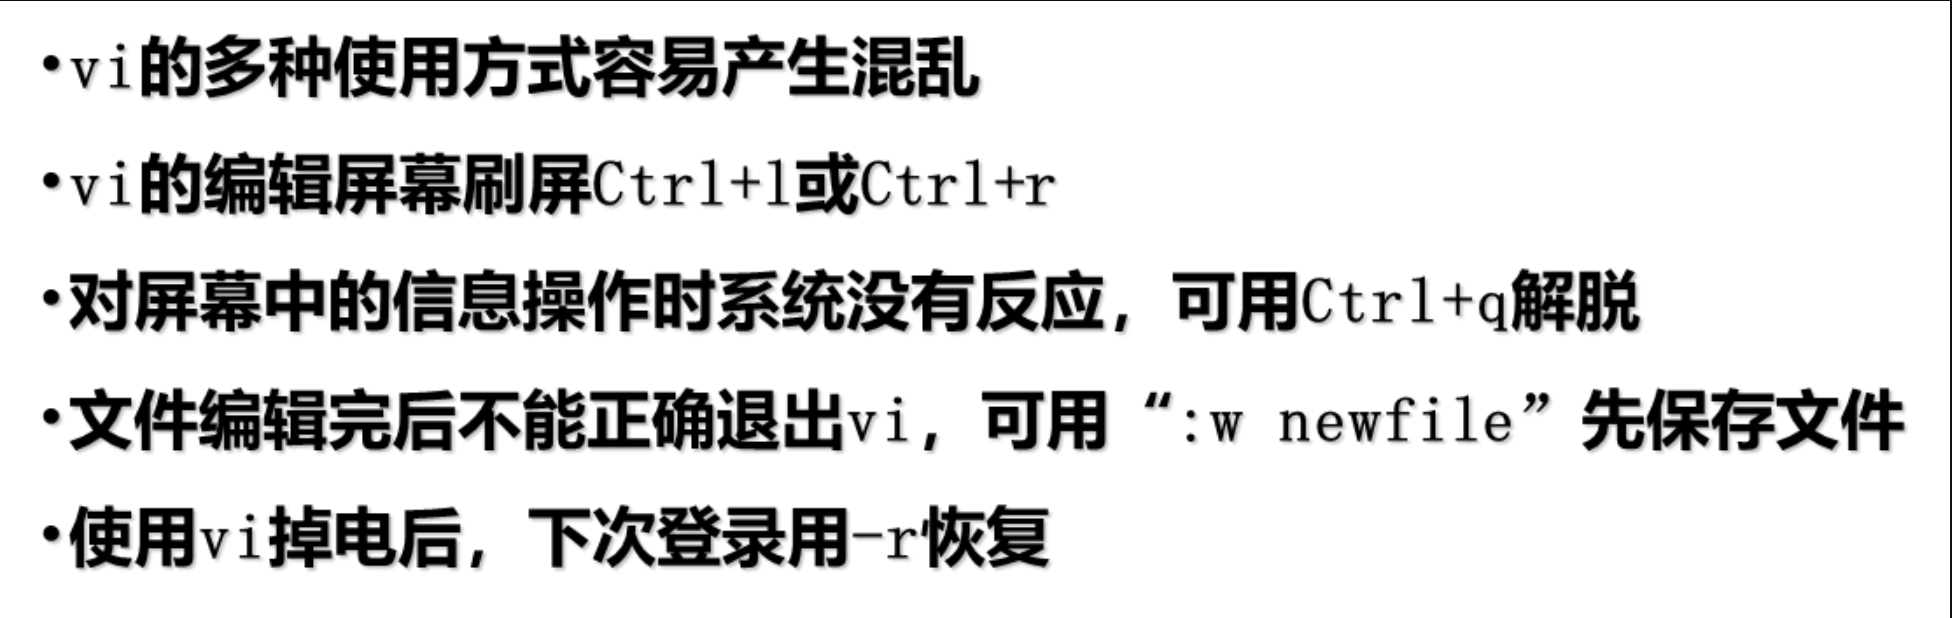 •vi的多种使用方式容易产生混乱
•vi的编辑屏幕刷屏Ctrl+l或Ctrl+r
•对屏幕中的信息操作时系统没有反应，可用Ctrl+q解脱
•文件编辑完后不能正确退出vi，可用“:w newfile”先保存文件
•使用vi掉电后，下次登录用-r恢复